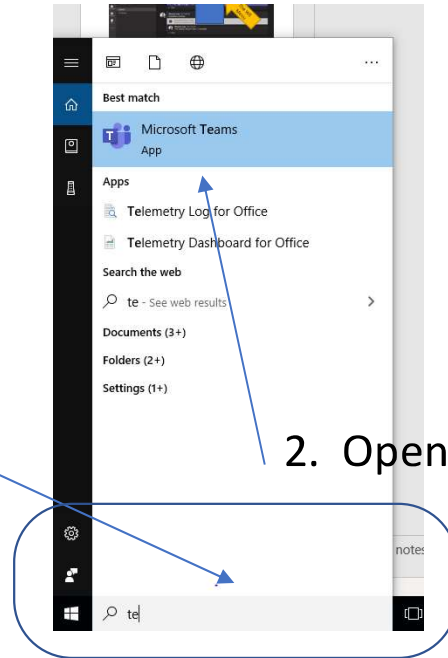 Best match
Microsoft Teams
App
Apps
Telemetry Log for Office
Telemetry Dashboard for Office
Search the web
te - See web results
Documents (3+)
Folders (2+)
Settings (1+)
2. Open
notes
te